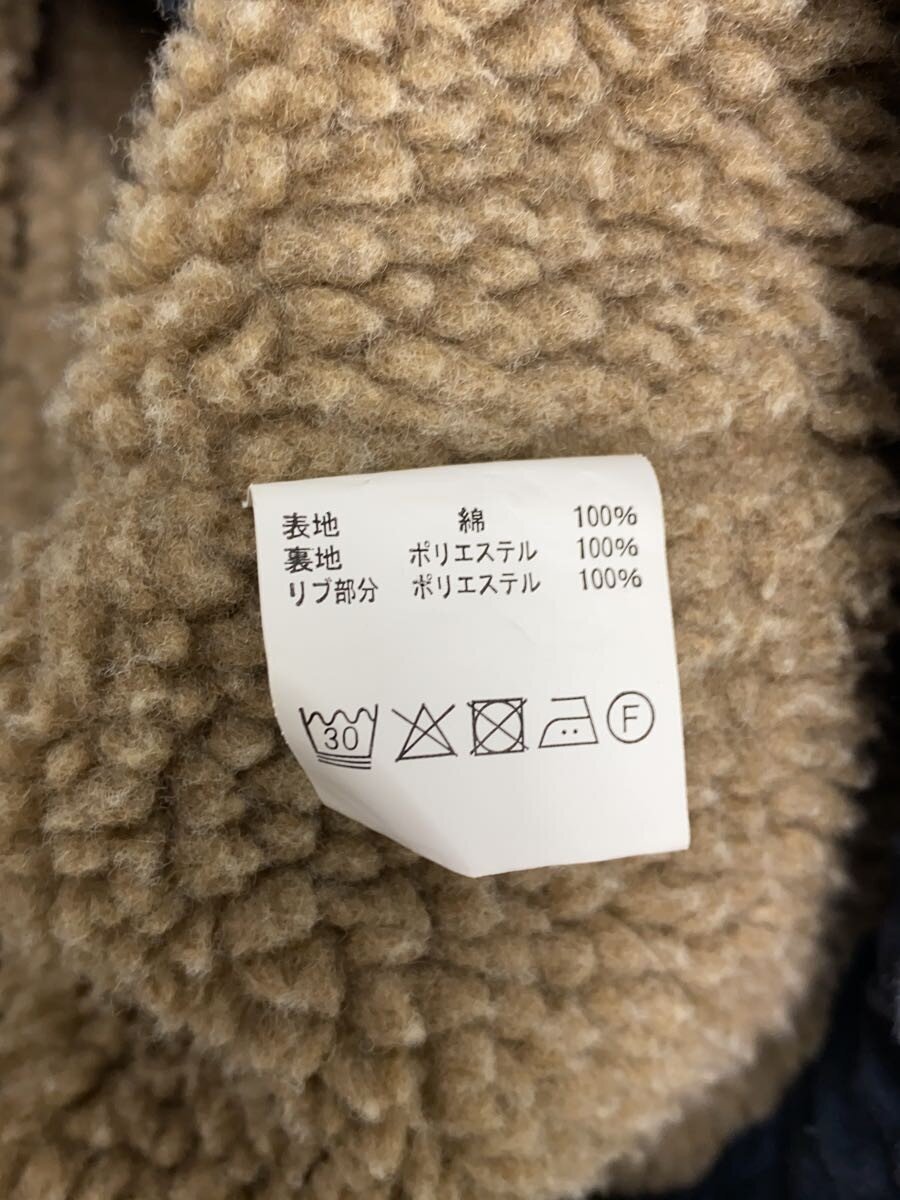 表地 綿 100%
裏地 ポリエステル 100%
リブ部分 ポリエステル 100%
30 F